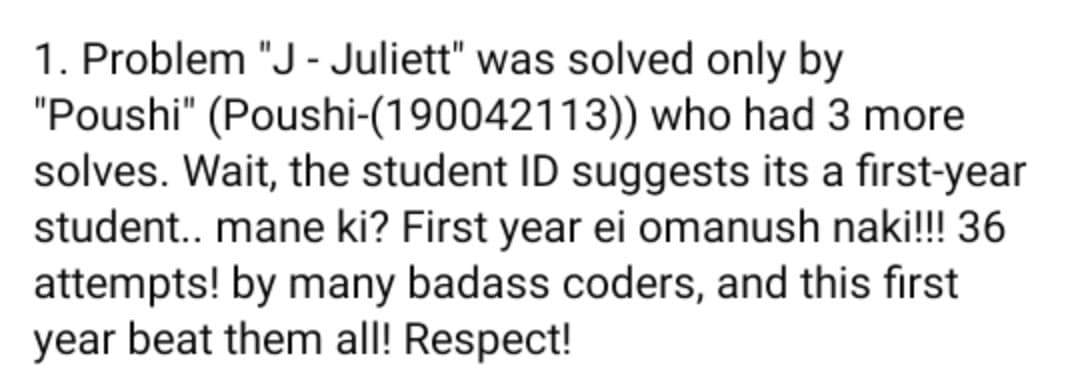 1. Problem "J - Juliett" was solved only by
"Poushi" (Poushi-(190042113)) who had 3 more
solves. Wait, the student ID suggests its a first-year
student.. mane ki? First year ei omanush naki!!! 36
attempts! by many badass coders, and this first
year beat them all! Respect!